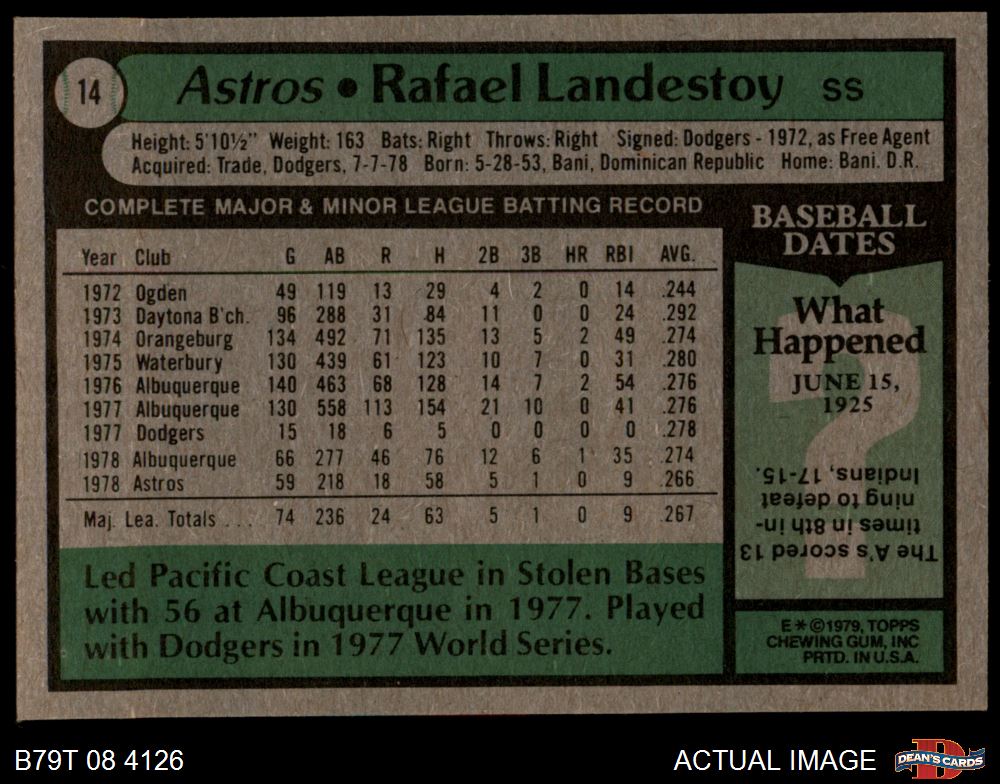 14
Astros • Rafael Landestoy SS
Height: 5'10½" Weight: 163 Bats: Right Throws: Right Signed: Dodgers - 1972, as Free Agent
Acquired: Trade, Dodgers, 7-7-78 Born: 5-28-53, Bani, Dominican Republic Home: Bani. D.R.
COMPLETE MAJOR & MINOR LEAGUE BATTING RECORD
Year Club G AB R H 2B 3B HR RBI AVG.
1972 Ogden 49 119 13 29 4 2 0 14 .244
1973 Daytona B'ch. 96 288 31 84 11 0 0 24 .292
1974 Orangeburg 134 492 71 135 13 5 2 49 .274
1975 Waterbury 130 439 61 123 10 7 0 31 .280
1976 Albuquerque 140 463 68 128 14 7 2 54 .276
1977 Albuquerque 130 558 113 154 21 10 0 41 .276
1977 Dodgers 15 18 6 5 0 0 0 0 .278
1978 Albuquerque 66 277 46 76 12 6 1 35 .274
1978 Astros 59 218 18 58 5 1 0 9 .266
Maj. Lea. Totals ... 74 236 24 63 5 1 0 9 .267
Led Pacific Coast League in Stolen Bases
with 56 at Albuquerque in 1977. Played
with Dodgers in 1977 World Series.
BASEBALL
DATES
What
Happened
JUNE 15,
1925
?
The A's scored 13
times in 8th in-
ning to defeat
Indians, 17-15.
E*©1979, TOPPS
CHEWING GUM, INC
PRTD. IN U.S.A.
B79T 08 4126
ACTUAL IMAGE
D
DEAN'S CARDS